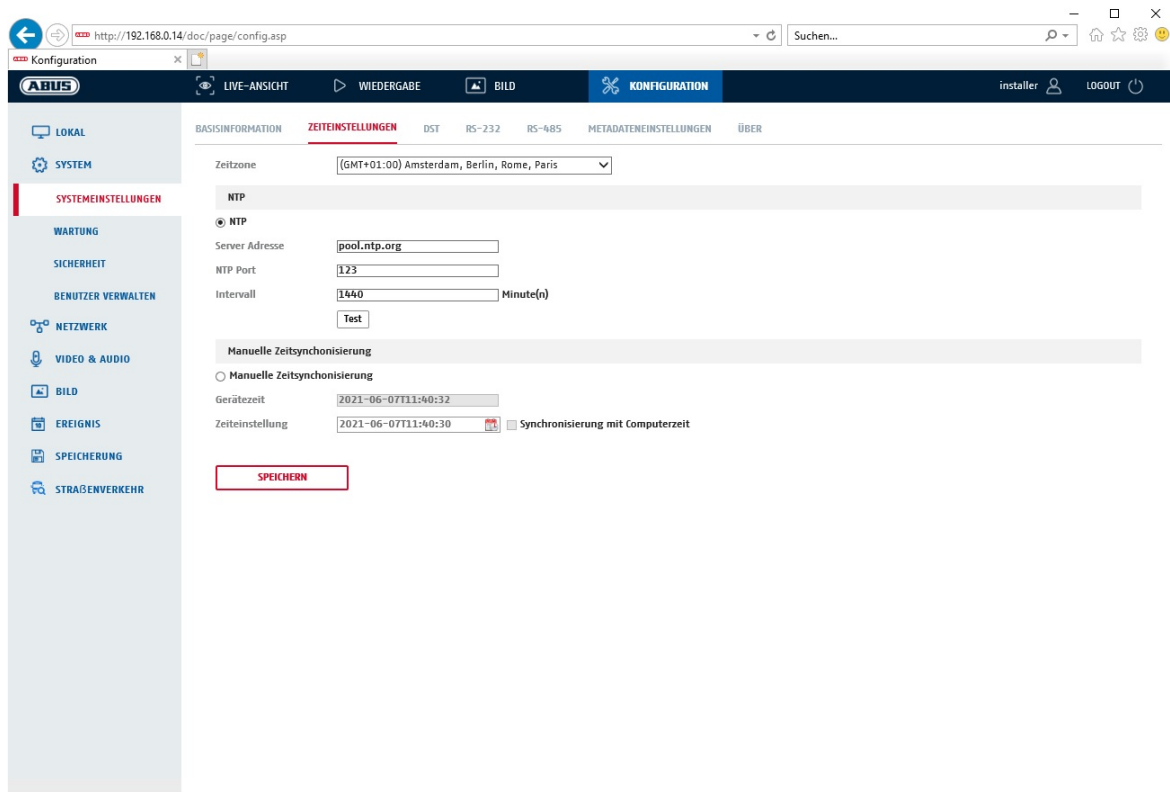 http://192.168.0.14/doc/page/config.asp
Suchen...
Konfiguration
ABUS
LIVE-ANSICHT
WIEDERGABE
BILD
KONFIGURATION
installer
LOGOUT
LOKAL
SYSTEM
SYSTEMEINSTELLUNGEN
WARTUNG
SICHERHEIT
BENUTZER VERWALTEN
NETZWERK
VIDEO & AUDIO
BILD
EREIGNIS
SPEICHERUNG
STRAßENVERKEHR
BASISINFORMATION ZEITEINSTELLUNGEN DST RS-232 RS-485 METADATENEINSTELLUNGEN ÜBER
Zeitzone (GMT+01:00) Amsterdam, Berlin, Rome, Paris
NTP
NTP
Server Adresse pool.ntp.org
NTP Port 123
Intervall 1440 Minute(n)
Test
Manuelle Zeitsynchonisierung
Manuelle Zeitsynchonisierung
Gerätezeit 2021-06-07T11:40:32
Zeiteinstellung 2021-06-07T11:40:30 Synchronisierung mit Computerzeit
SPEICHERN